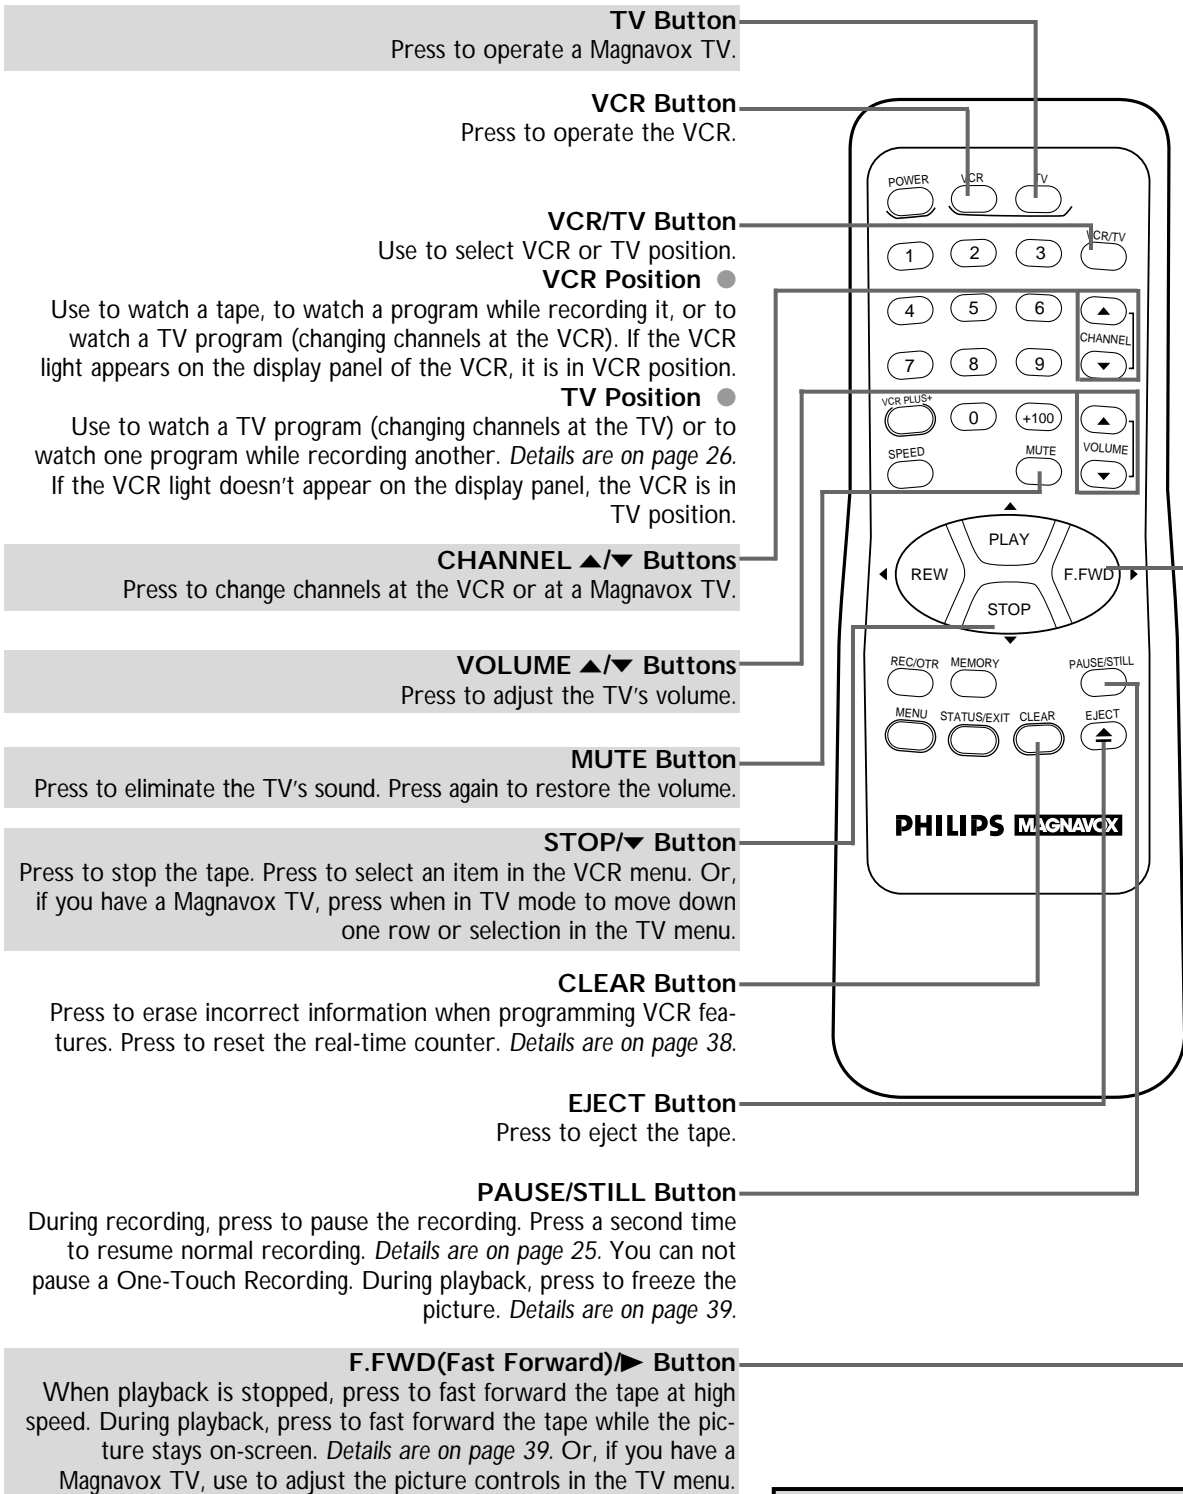 TV Button
Press to operate a Magnavox TV.
VCR Button
Press to operate the VCR.
VCR/TV Button
Use to select VCR or TV position.
VCR Position ●
Use to watch a tape, to watch a program while recording it, or to
watch a TV program (changing channels at the VCR). If the VCR
light appears on the display panel of the VCR, it is in VCR position.
TV Position ●
Use to watch a TV program (changing channels at the TV) or to
watch one program while recording another. Details are on page 26.
If the VCR light doesn't appear on the display panel, the VCR is in
TV position.
CHANNEL ▲/▼ Buttons
Press to change channels at the VCR or at a Magnavox TV.
VOLUME ▲/▼ Buttons
Press to adjust the TV's volume.
MUTE Button
Press to eliminate the TV's sound. Press again to restore the volume.
STOP/▼ Button
Press to stop the tape. Press to select an item in the VCR menu. Or,
if you have a Magnavox TV, press when in TV mode to move down
one row or selection in the TV menu.
CLEAR Button
Press to erase incorrect information when programming VCR fea-
tures. Press to reset the real-time counter. Details are on page 38.
EJECT Button
Press to eject the tape.
PAUSE/STILL Button
During recording, press to pause the recording. Press a second time
to resume normal recording. Details are on page 25. You can not
pause a One-Touch Recording. During playback, press to freeze the
picture. Details are on page 39.
F.FWD(Fast Forward)/▶ Button
When playback is stopped, press to fast forward the tape at high
speed. During playback, press to fast forward the tape while the pic-
ture stays on-screen. Details are on page 39. Or, if you have a
Magnavox TV, use to adjust the picture controls in the TV menu.
POWER VCR TV
VCR/TV
1 2 3
4 5 6
CHANNEL
7 8 9
VCR PLUS+
0 +100
SPEED MUTE VOLUME
PLAY
REW F.FWD
STOP
REC/OTR MEMORY PAUSE/STILL
MENU STATUS/EXIT CLEAR EJECT
PHILIPS MAGNAVOX